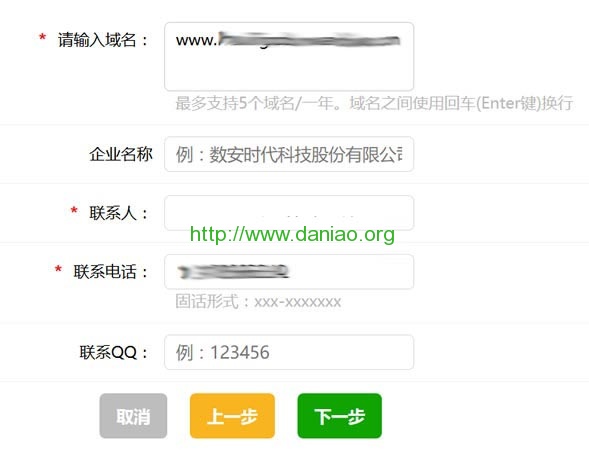 * 请输入域名：
www.
最多支持5个域名/一年。域名之间使用回车(Enter键)换行
企业名称
例：数安时代科技股份有限公司
* 联系人：
http://www.daniao.org
* 联系电话：
固话形式：xxx-xxxxxxx
联系QQ：
例：123456
取消
上一步
下一步